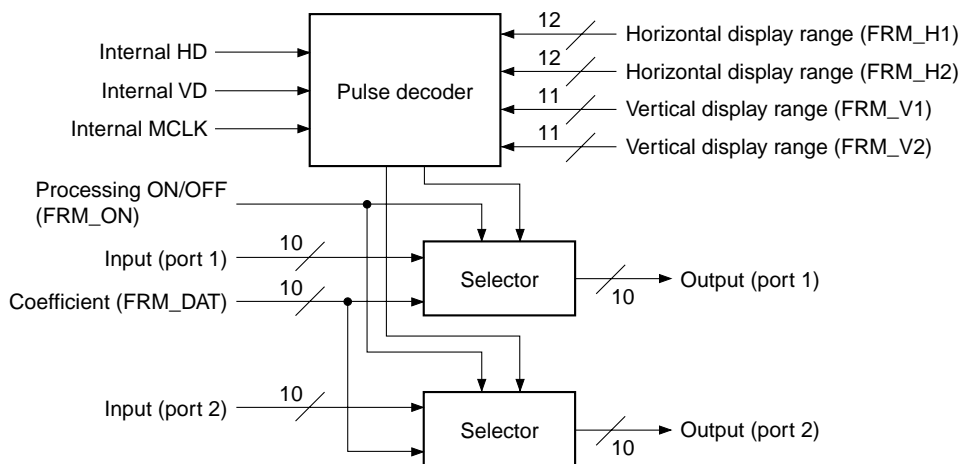 12
Horizontal display range (FRM_H1)
Internal HD
12
Horizontal display range (FRM_H2)
Internal VD
Pulse decoder
11
Vertical display range (FRM_V1)
Internal MCLK
11
Vertical display range (FRM_V2)
Processing ON/OFF
(FRM_ON)
Input (port 1)
10
Selector
10
Output (port 1)
Coefficient (FRM_DAT)
10
Input (port 2)
10
Selector
10
Output (port 2)